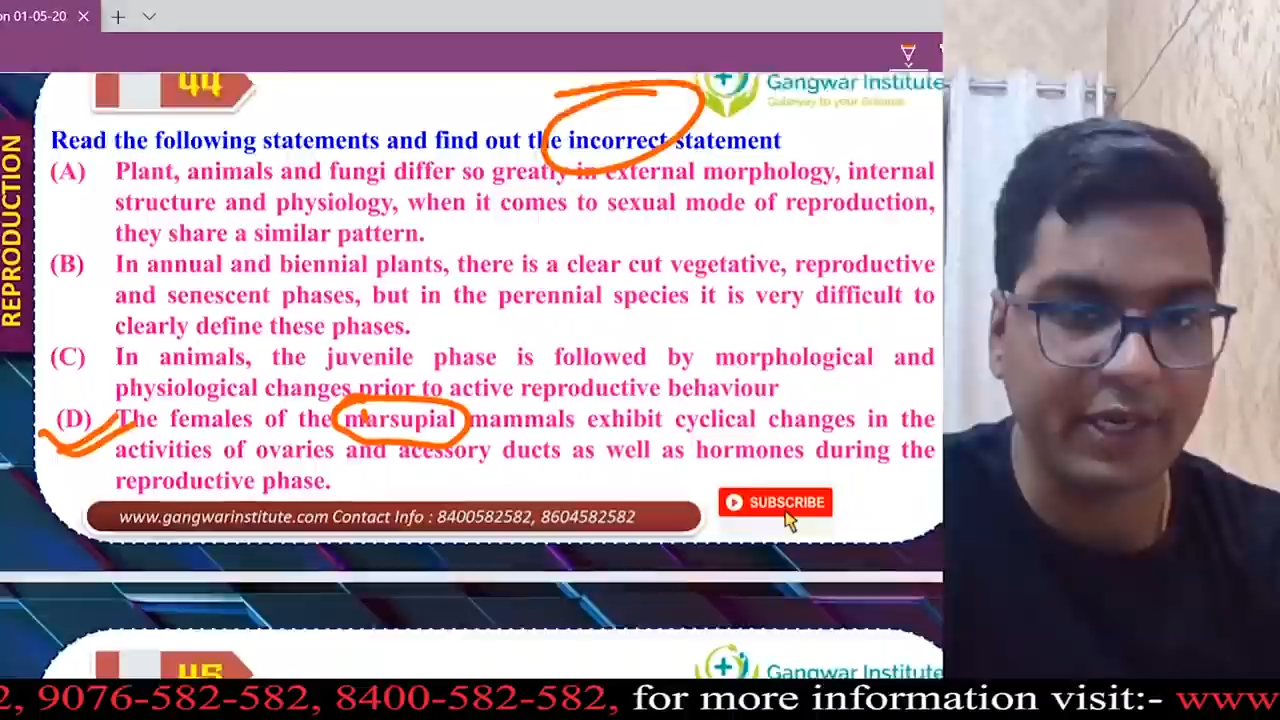 on 01-05-20
44
Gangwar Institute
Gateway to your Success
REPRODUCTION
Read the following statements and find out the incorrect statement
(A) Plant, animals and fungi differ so greatly in external morphology, internal
structure and physiology, when it comes to sexual mode of reproduction,
they share a similar pattern.
(B) In annual and biennial plants, there is a clear cut vegetative, reproductive
and senescent phases, but in the perennial species it is very difficult to
clearly define these phases.
(C) In animals, the juvenile phase is followed by morphological and
physiological changes prior to active reproductive behaviour
(D) The females of the marsupial mammals exhibit cyclical changes in the
activities of ovaries and acessory ducts as well as hormones during the
reproductive phase.
www.gangwarinstitute.com Contact Info : 8400582582, 8604582582
SUBSCRIBE
45
Gangwar Institute
2, 9076-582-582, 8400-582-582, for more information visit:- www